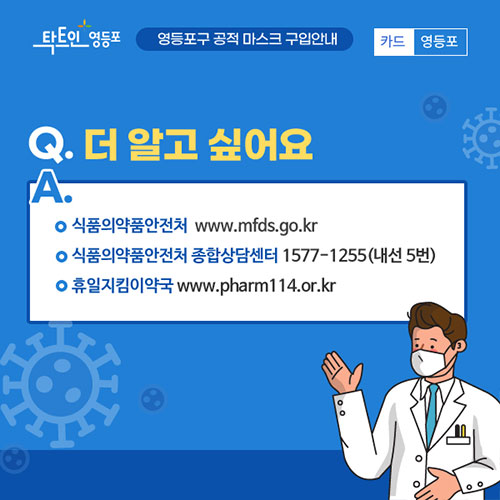 탁트인 영등포
영등포구 공적 마스크 구입안내
카드 영등포
Q. 더 알고 싶어요
A.
식품의약품안전처 www.mfds.go.kr
식품의약품안전처 종합상담센터 1577-1255(내선 5번)
휴일지킴이약국 www.pharm114.or.kr